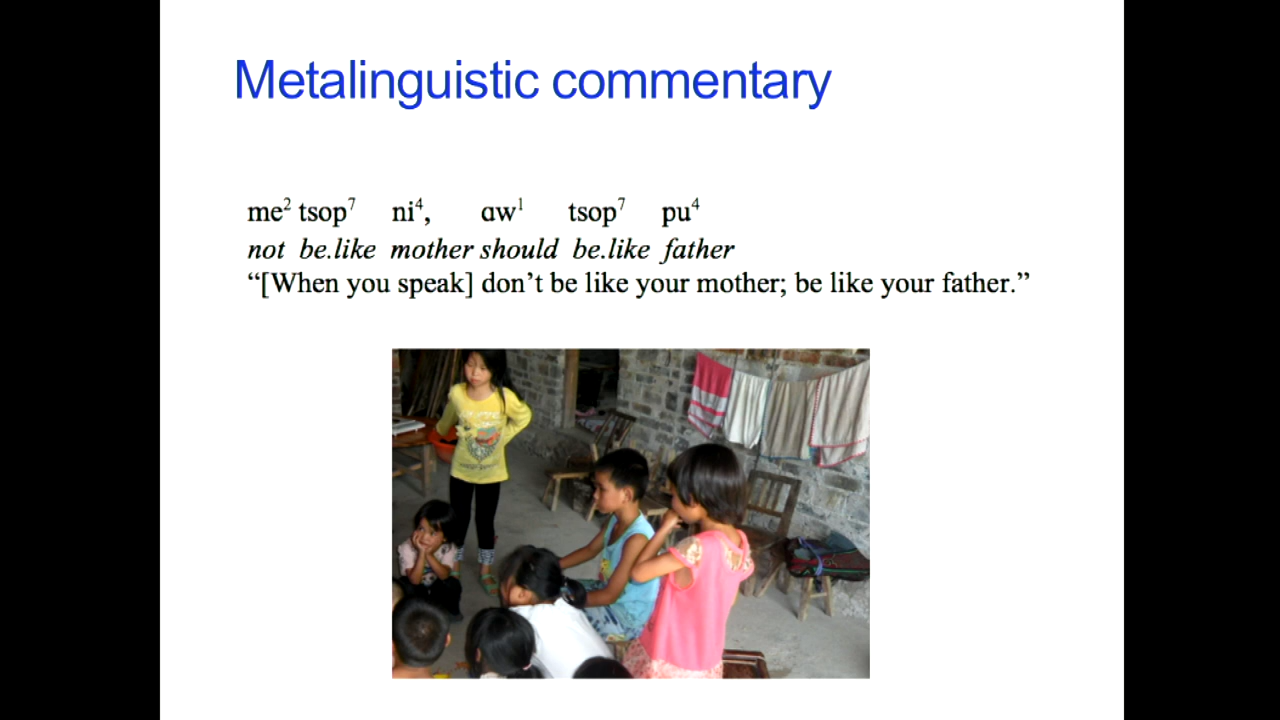 Metalinguistic commentary
me² tsop⁷ ni⁴, ɑw¹ tsop⁷ pu⁴
not be.like mother should be.like father
“[When you speak] don’t be like your mother; be like your father.”